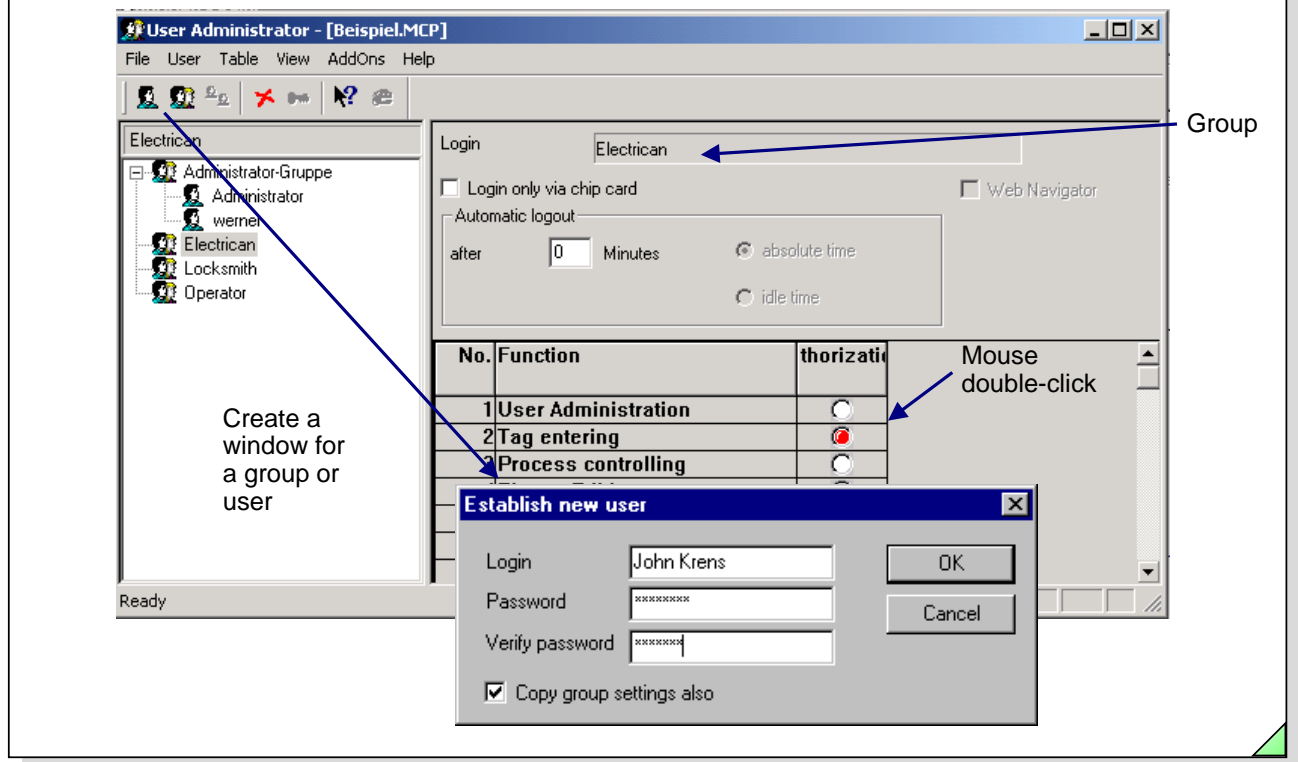 User Administrator - [Beispiel.MCP]
File User Table View AddOns Help
Electrican
Administrator-Gruppe
Administrator
werner
Electrican
Locksmith
Operator
Login Electrican
Group
Login only via chip card
Web Navigator
Automatic logout
after 0 Minutes
absolute time
idle time
No. Function thorizatio
1 User Administration
2 Tag entering
3 Process controlling
Mouse
double-click
Create a
window for
a group or
user
Establish new user
Login John Krens
OK
Password ********
Cancel
Verify password *******
Copy group settings also
Ready